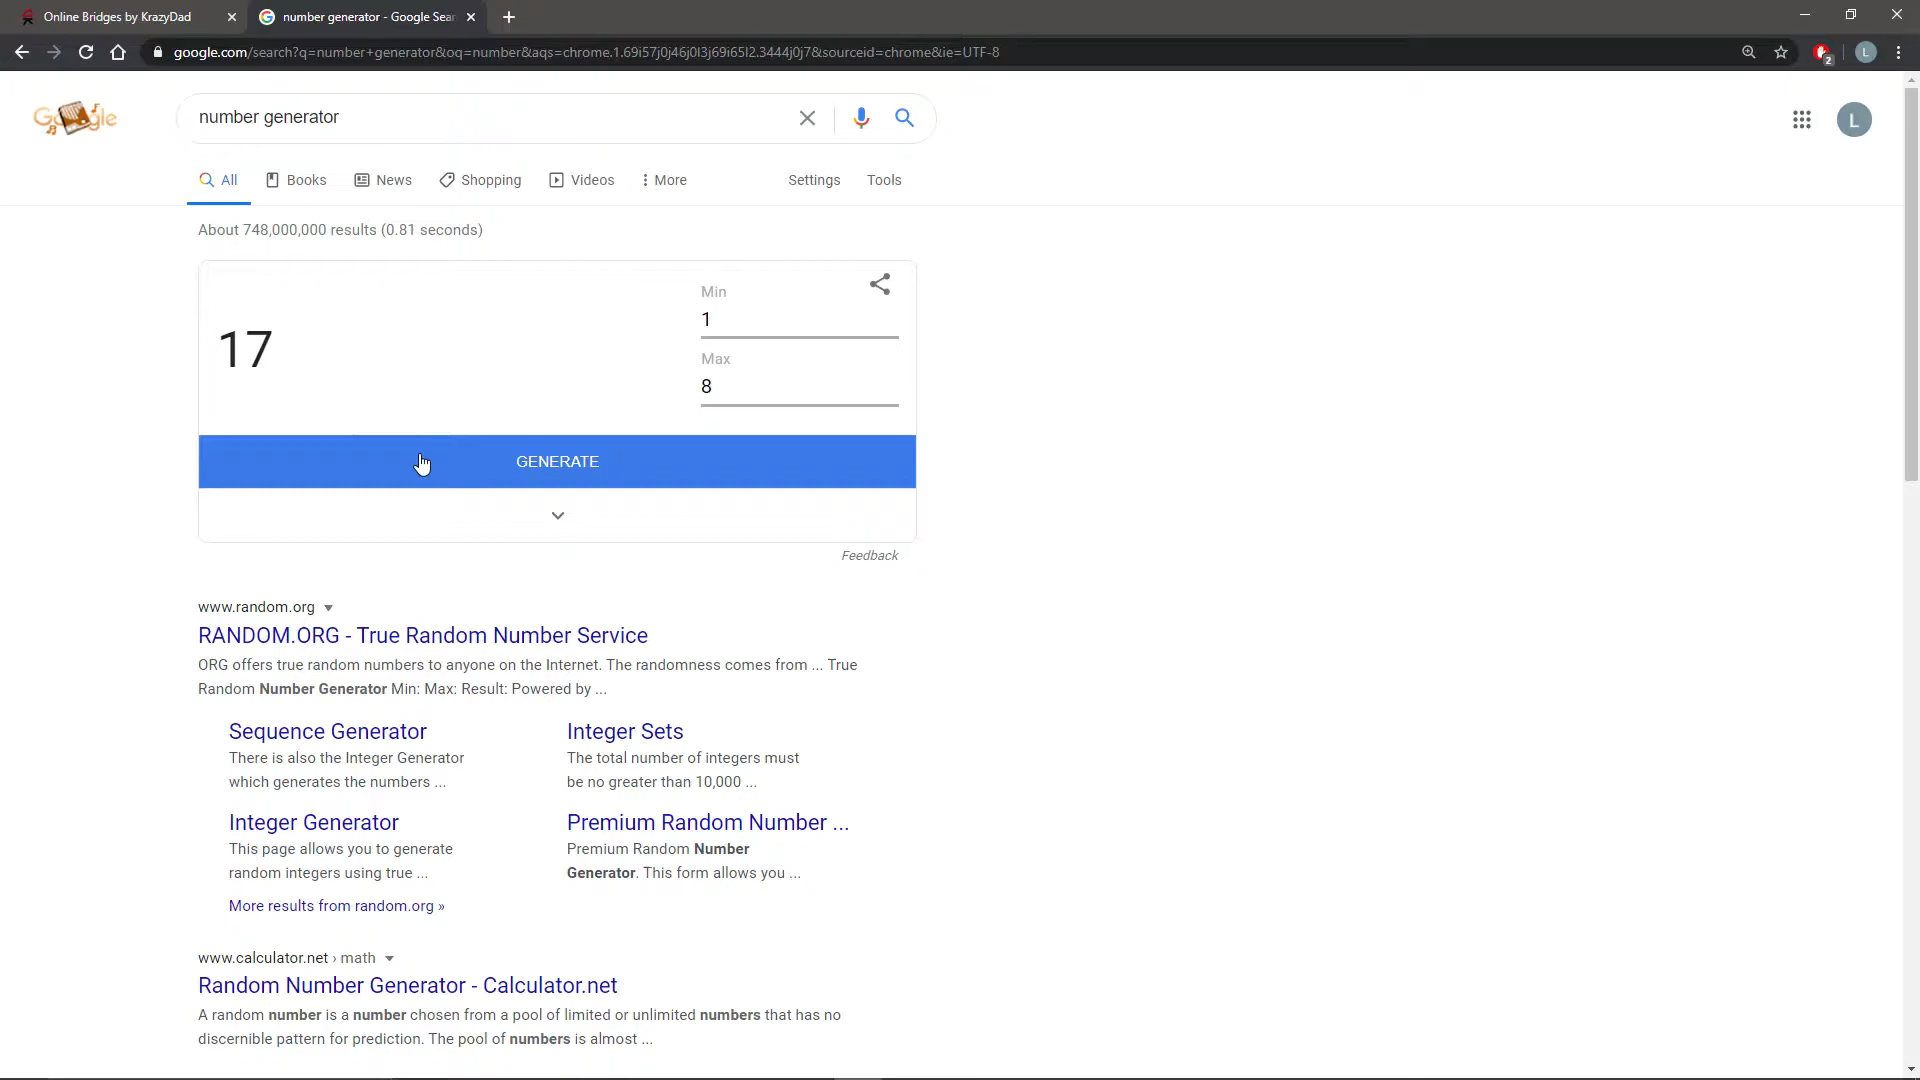 Online Bridges by KrazyDad
number generator - Google Sear
google.com/search?q=number+generator&oq=number&aqs=chrome.1.69i57j0j46j0l3j69i65l2.3444j0j7&sourceid=chrome&ie=UTF-8
2
L
Google
number generator
L
All
Books
News
Shopping
Videos
More
Settings
Tools
About 748,000,000 results (0.81 seconds)
17
Min
1
Max
8
GENERATE
Feedback
www.random.org
RANDOM.ORG - True Random Number Service
ORG offers true random numbers to anyone on the Internet. The randomness comes from ... True
Random Number Generator Min: Max: Result: Powered by ...
Sequence Generator
There is also the Integer Generator
which generates the numbers ...
Integer Sets
The total number of integers must
be no greater than 10,000 ...
Integer Generator
This page allows you to generate
random integers using true ...
Premium Random Number ...
Premium Random Number
Generator. This form allows you ...
More results from random.org »
www.calculator.net › math
Random Number Generator - Calculator.net
A random number is a number chosen from a pool of limited or unlimited numbers that has no
discernible pattern for prediction. The pool of numbers is almost ...